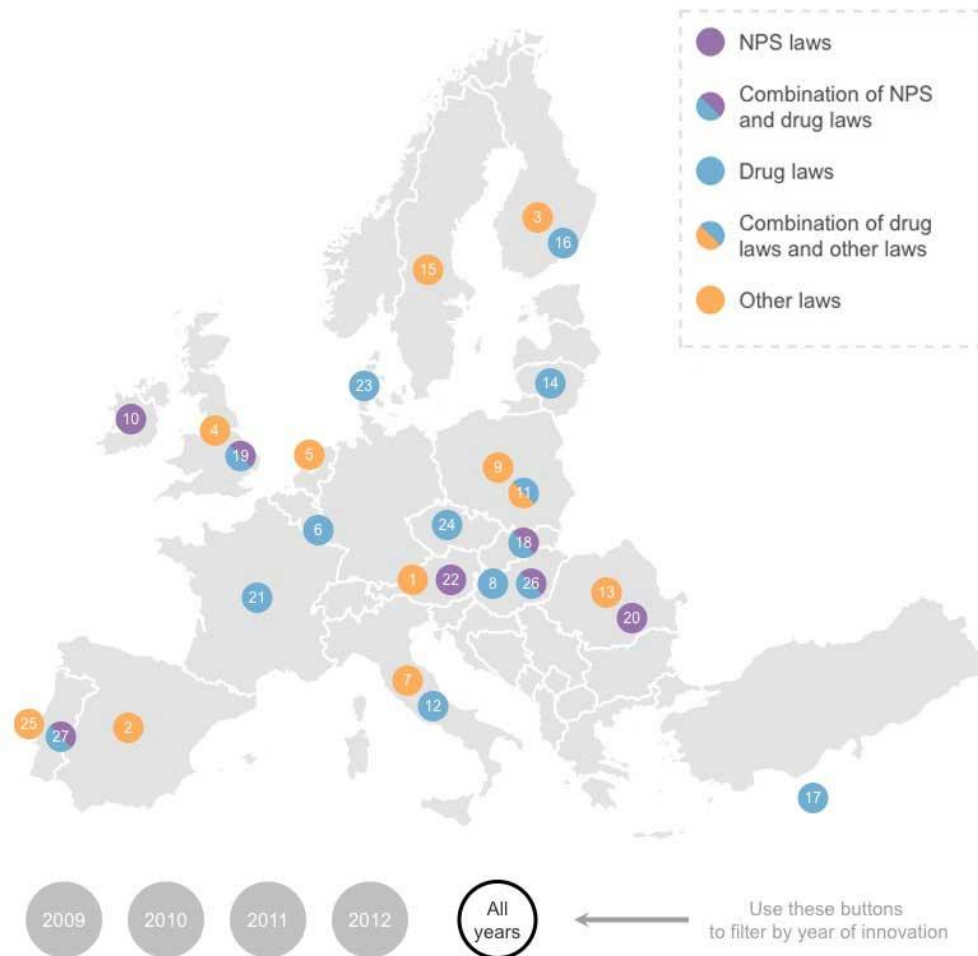 NPS laws
Combination of NPS
and drug laws
Drug laws
Combination of drug
laws and other laws
Other laws
3
16
15
23
14
10
4
19
5
9
11
6
24
18
1
22
8
26
21
13
20
7
12
25
27
2
17
2009
2010
2011
2012
All
years
Use these buttons
to filter by year of innovation